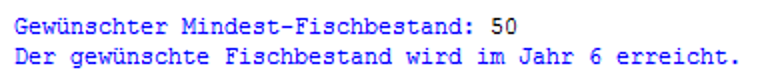 Gewünschter Mindest-Fischbestand: 50
Der gewünschte Fischbestand wird im Jahr 6 erreicht.